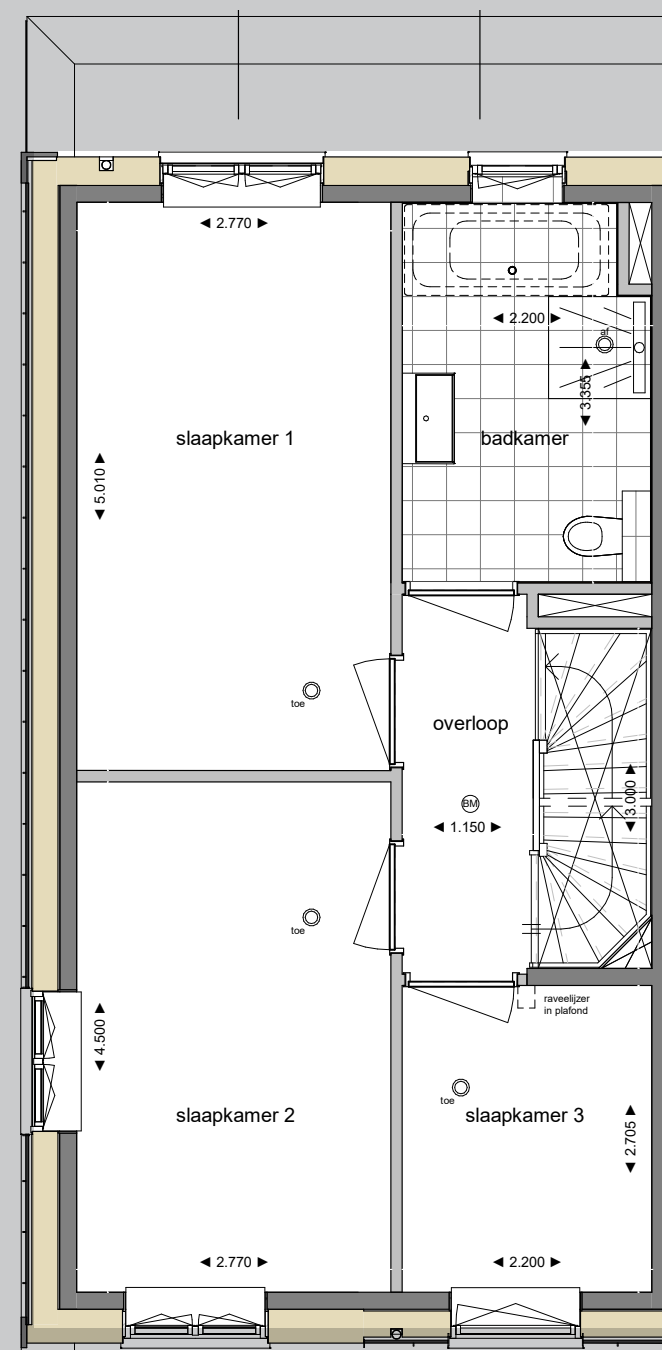 2.770
2.200
af
3.355
slaapkamer 1
badkamer
5.010
toe
overloop
BM
1.150
3.000
toe
raveelijzer
in plafond
4.500
toe
slaapkamer 2
slaapkamer 3
2.705
2.770
2.200